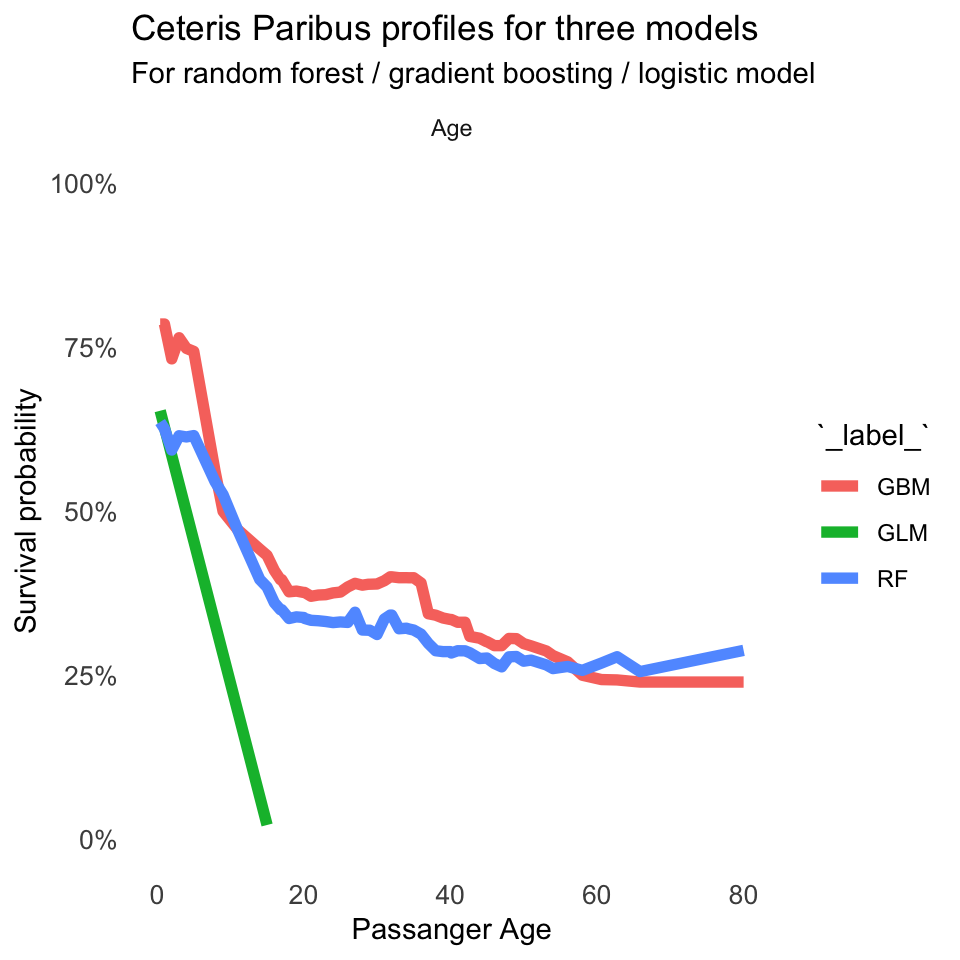 Ceteris Paribus profiles for three models
For random forest / gradient boosting / logistic model
Age
100%
75%
50%
25%
0%
Survival probability
0 20 40 60 80
Passanger Age
`_label_`
GBM
GLM
RF